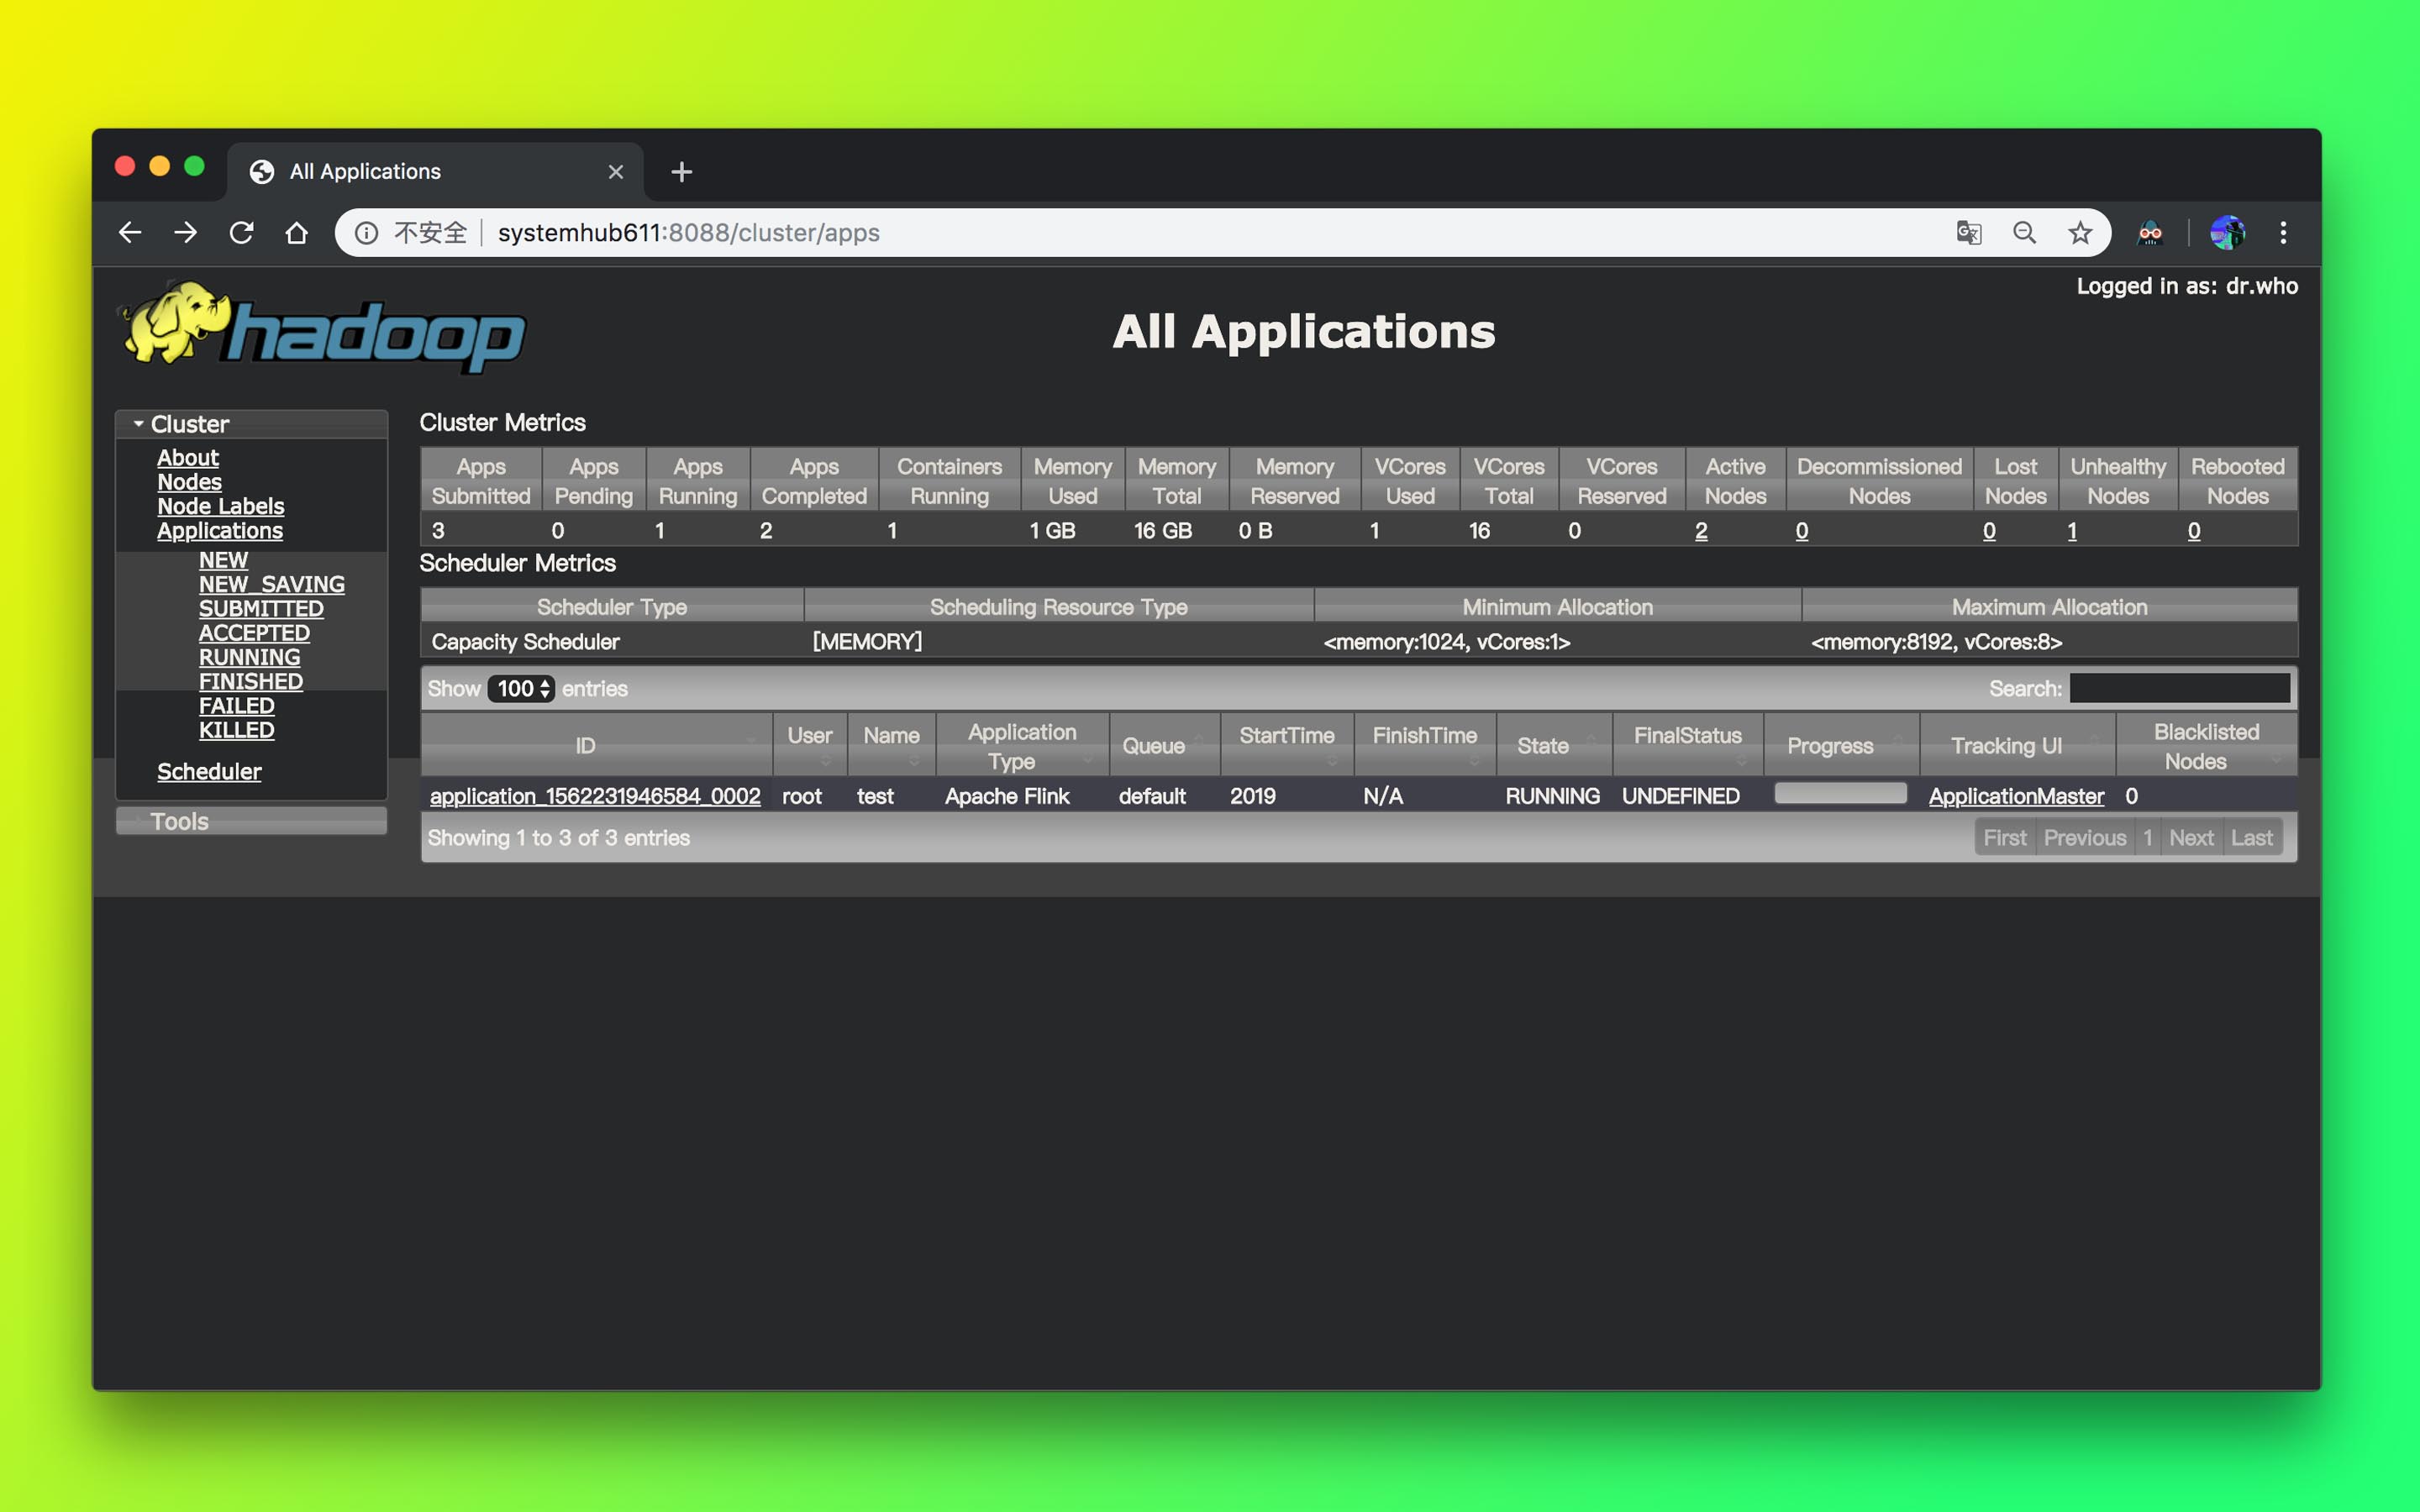 All Applications
不安全 systemhub611:8088/cluster/apps
Logged in as: dr.who
hadoop
All Applications
Cluster
About
Nodes
Node Labels
Applications
NEW
NEW_SAVING
SUBMITTED
ACCEPTED
RUNNING
FINISHED
FAILED
KILLED
Scheduler
Tools
Cluster Metrics
Apps Submitted Apps Pending Apps Running Apps Completed Containers Running Memory Used Memory Total Memory Reserved VCores Used VCores Total VCores Reserved Active Nodes Decommissioned Nodes Lost Nodes Unhealthy Nodes Rebooted Nodes
3 0 1 2 1 1 GB 16 GB 0 B 1 16 0 2 0 0 1 0
Scheduler Metrics
Scheduler Type Scheduling Resource Type Minimum Allocation Maximum Allocation
Capacity Scheduler [MEMORY] <memory:1024, vCores:1> <memory:8192, vCores:8>
Show 100 entries Search:
ID User Name Application Type Queue StartTime FinishTime State FinalStatus Progress Tracking UI Blacklisted Nodes
application_1562231946584_0002 root test Apache Flink default 2019 N/A RUNNING UNDEFINED ApplicationMaster 0
Showing 1 to 3 of 3 entries First Previous 1 Next Last